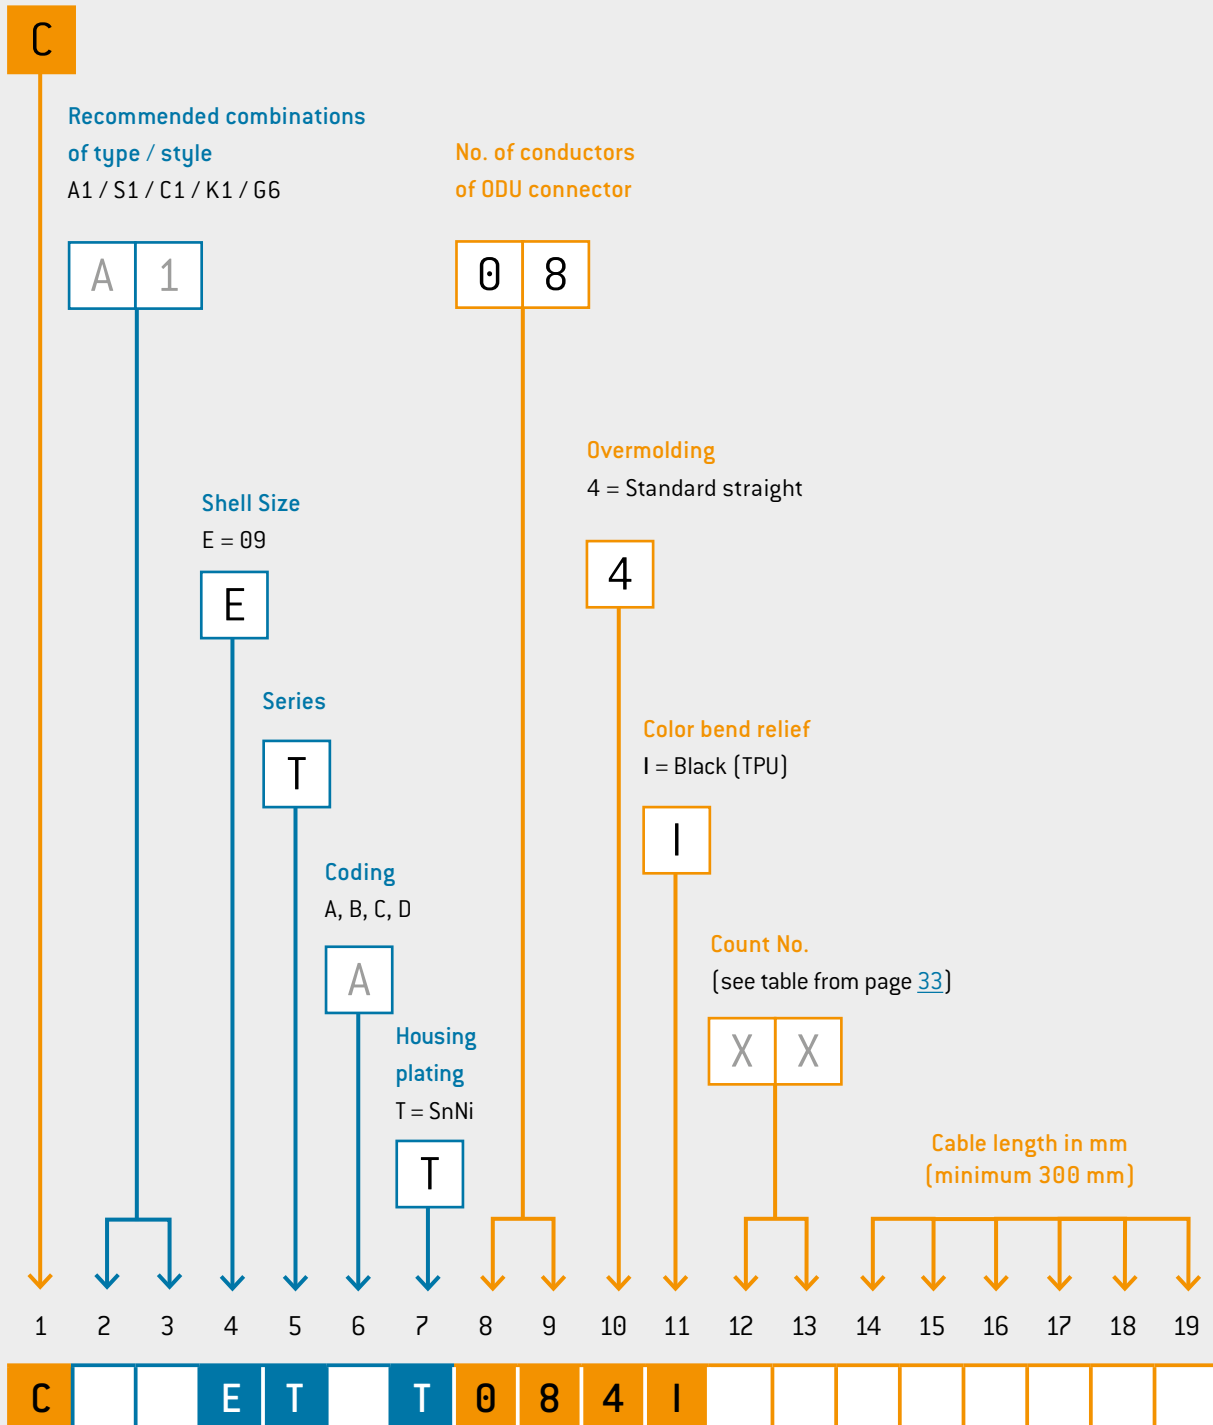 C
Recommended combinations
of type / style
A1 / S1 / C1 / K1 / G6
A 1
No. of conductors
of ODU connector
0 8
Overmolding
4 = Standard straight
4
Shell Size
E = 09
E
Series
T
Color bend relief
I = Black (TPU)
I
Coding
A, B, C, D
A
Count No.
(see table from page 33)
X X
Housing
plating
T = SnNi
T
Cable length in mm
(minimum 300 mm)
1 2 3 4 5 6 7 8 9 10 11 12 13 14 15 16 17 18 19
C E T T 0 8 4 I